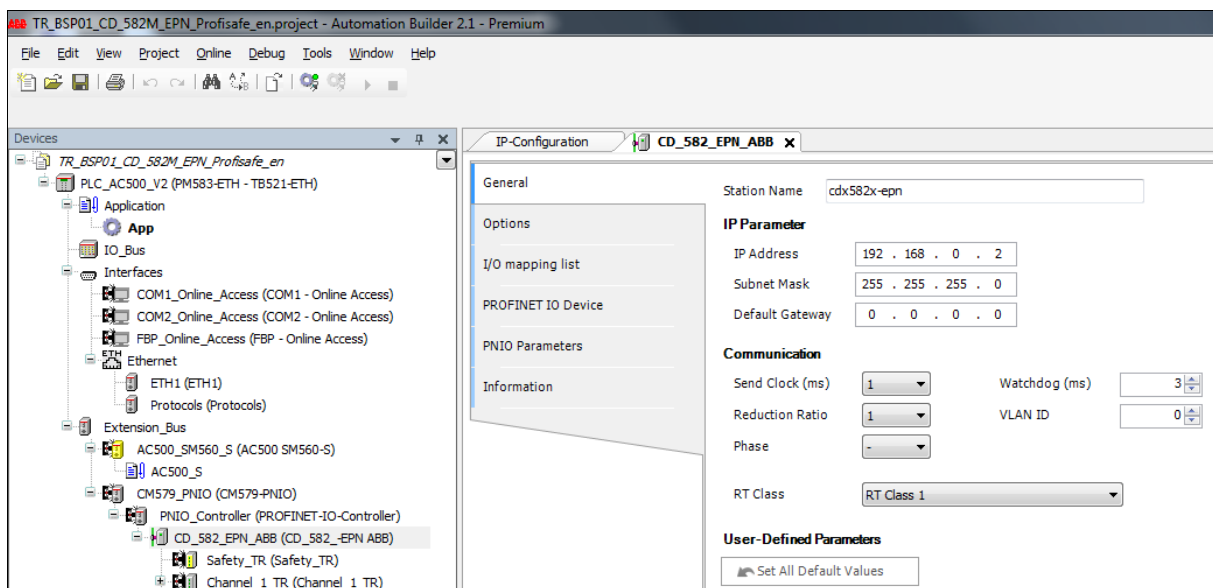 ABB TR_BSP01_CD_582M_EPN_Profisafe_en.project - Automation Builder 2.1 - Premium
File Edit View Project Online Debug Tools Window Help
Devices
TR_BSP01_CD_582M_EPN_Profisafe_en
PLC_AC500_V2 (PM583-ETH - TB521-ETH)
Application
App
IO_Bus
Interfaces
COM1_Online_Access (COM1 - Online Access)
COM2_Online_Access (COM2 - Online Access)
FBP_Online_Access (FBP - Online Access)
ETH Ethernet
ETH1 (ETH1)
Protocols (Protocols)
Extension_Bus
AC500_SM560_S (AC500 SM560-S)
AC500_S
CM579_PNIO (CM579-PNIO)
PNIO_Controller (PROFINET-IO-Controller)
CD_582_EPN_ABB (CD_582_-EPN ABB)
Safety_TR (Safety_TR)
Channel_1_TR (Channel_1_TR)
IP-Configuration CD_582_EPN_ABB X
General
Options
I/O mapping list
PROFINET IO Device
PNIO Parameters
Information
Station Name cdx582x-epn
IP Parameter
IP Address 192 . 168 . 0 . 2
Subnet Mask 255 . 255 . 255 . 0
Default Gateway 0 . 0 . 0 . 0
Communication
Send Clock (ms) 1 Watchdog (ms) 3
Reduction Ratio 1 VLAN ID 0
Phase -
RT Class RT Class 1
User-Defined Parameters
Set All Default Values